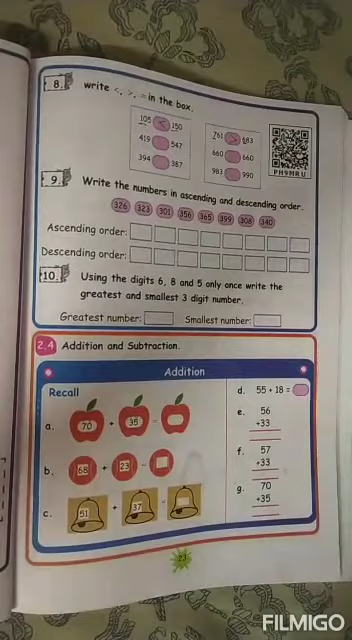 8. write <, >, = in the box.
105 < 150
761 > 683
419 547
660 660
394 387
983 990
PH9MRU
9. Write the numbers in ascending and descending order.
326 323 301 356 365 399 308 340
Ascending order:
Descending order:
10. Using the digits 6, 8 and 5 only once write the
greatest and smallest 3 digit number.
Greatest number: Smallest number:
2.4 Addition and Subtraction.
Addition
Recall
a. 70 + 35 =
b. 68 + 23 =
c. 51 + 37 =
d. 55 + 18 =
e. 56
+33
f. 57
+33
g. 70
+35
23
FILMIGO